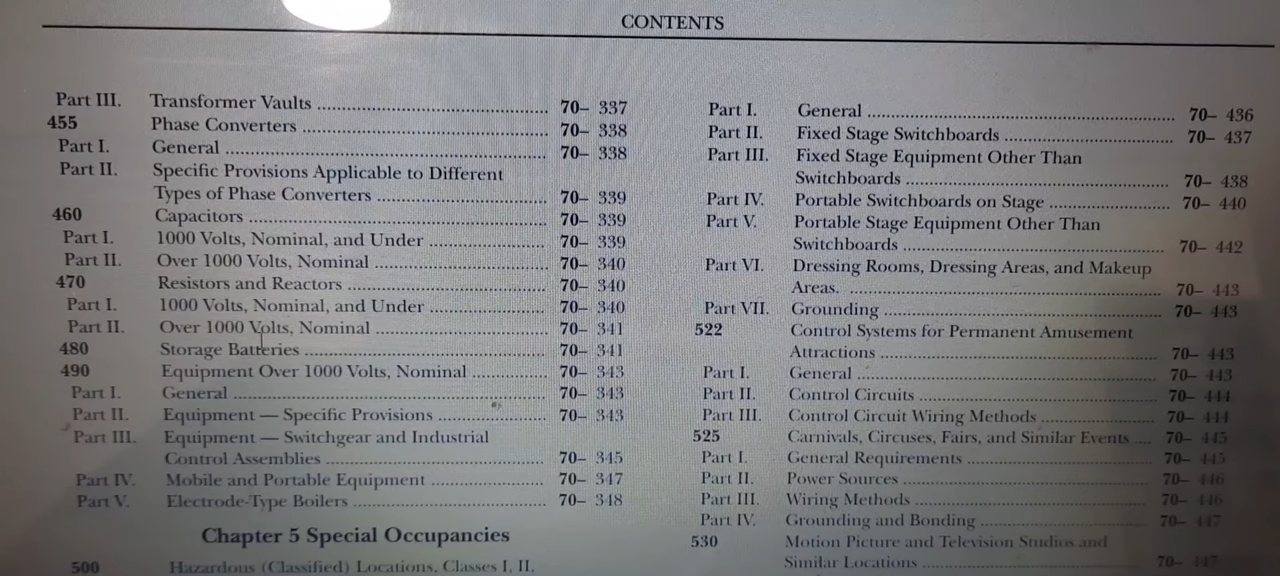 CONTENTS
Part III. Transformer Vaults ........ 70– 337
455 Phase Converters ........ 70– 338
Part I. General ........ 70– 338
Part II. Specific Provisions Applicable to Different
Types of Phase Converters ........ 70– 339
460 Capacitors ........ 70– 339
Part I. 1000 Volts, Nominal, and Under ........ 70– 339
Part II. Over 1000 Volts, Nominal ........ 70– 340
470 Resistors and Reactors ........ 70– 340
Part I. 1000 Volts, Nominal, and Under ........ 70– 340
Part II. Over 1000 Volts, Nominal ........ 70– 341
480 Storage Batteries ........ 70– 341
490 Equipment Over 1000 Volts, Nominal ........ 70– 343
Part I. General ........ 70– 343
Part II. Equipment — Specific Provisions ........ 70– 343
Part III. Equipment — Switchgear and Industrial
Control Assemblies ........ 70– 345
Part IV. Mobile and Portable Equipment ........ 70– 347
Part V. Electrode-Type Boilers ........ 70– 348
Chapter 5 Special Occupancies
500 Hazardous (Classified) Locations, Classes I, II,
Part I. General ........ 70– 436
Part II. Fixed Stage Switchboards ........ 70– 437
Part III. Fixed Stage Equipment Other Than
Switchboards ........ 70– 438
Part IV. Portable Switchboards on Stage ........ 70– 440
Part V. Portable Stage Equipment Other Than
Switchboards ........ 70– 442
Part VI. Dressing Rooms, Dressing Areas, and Makeup
Areas. ........ 70– 443
Part VII. Grounding ........ 70– 443
522 Control Systems for Permanent Amusement
Attractions ........ 70– 443
Part I. General ........ 70– 443
Part II. Control Circuits ........ 70– 444
Part III. Control Circuit Wiring Methods ........ 70– 444
525 Carnivals, Circuses, Fairs, and Similar Events .... 70– 445
Part I. General Requirements ........ 70– 445
Part II. Power Sources ........ 70– 446
Part III. Wiring Methods ........ 70– 446
Part IV. Grounding and Bonding ........ 70– 447
530 Motion Picture and Television Studios and
Similar Locations ........ 70– 447